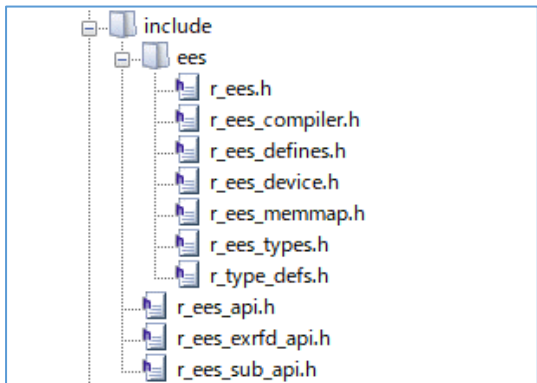 include
ees
r_ees.h
r_ees_compiler.h
r_ees_defines.h
r_ees_device.h
r_ees_memmap.h
r_ees_types.h
r_type_defs.h
r_ees_api.h
r_ees_exrfd_api.h
r_ees_sub_api.h